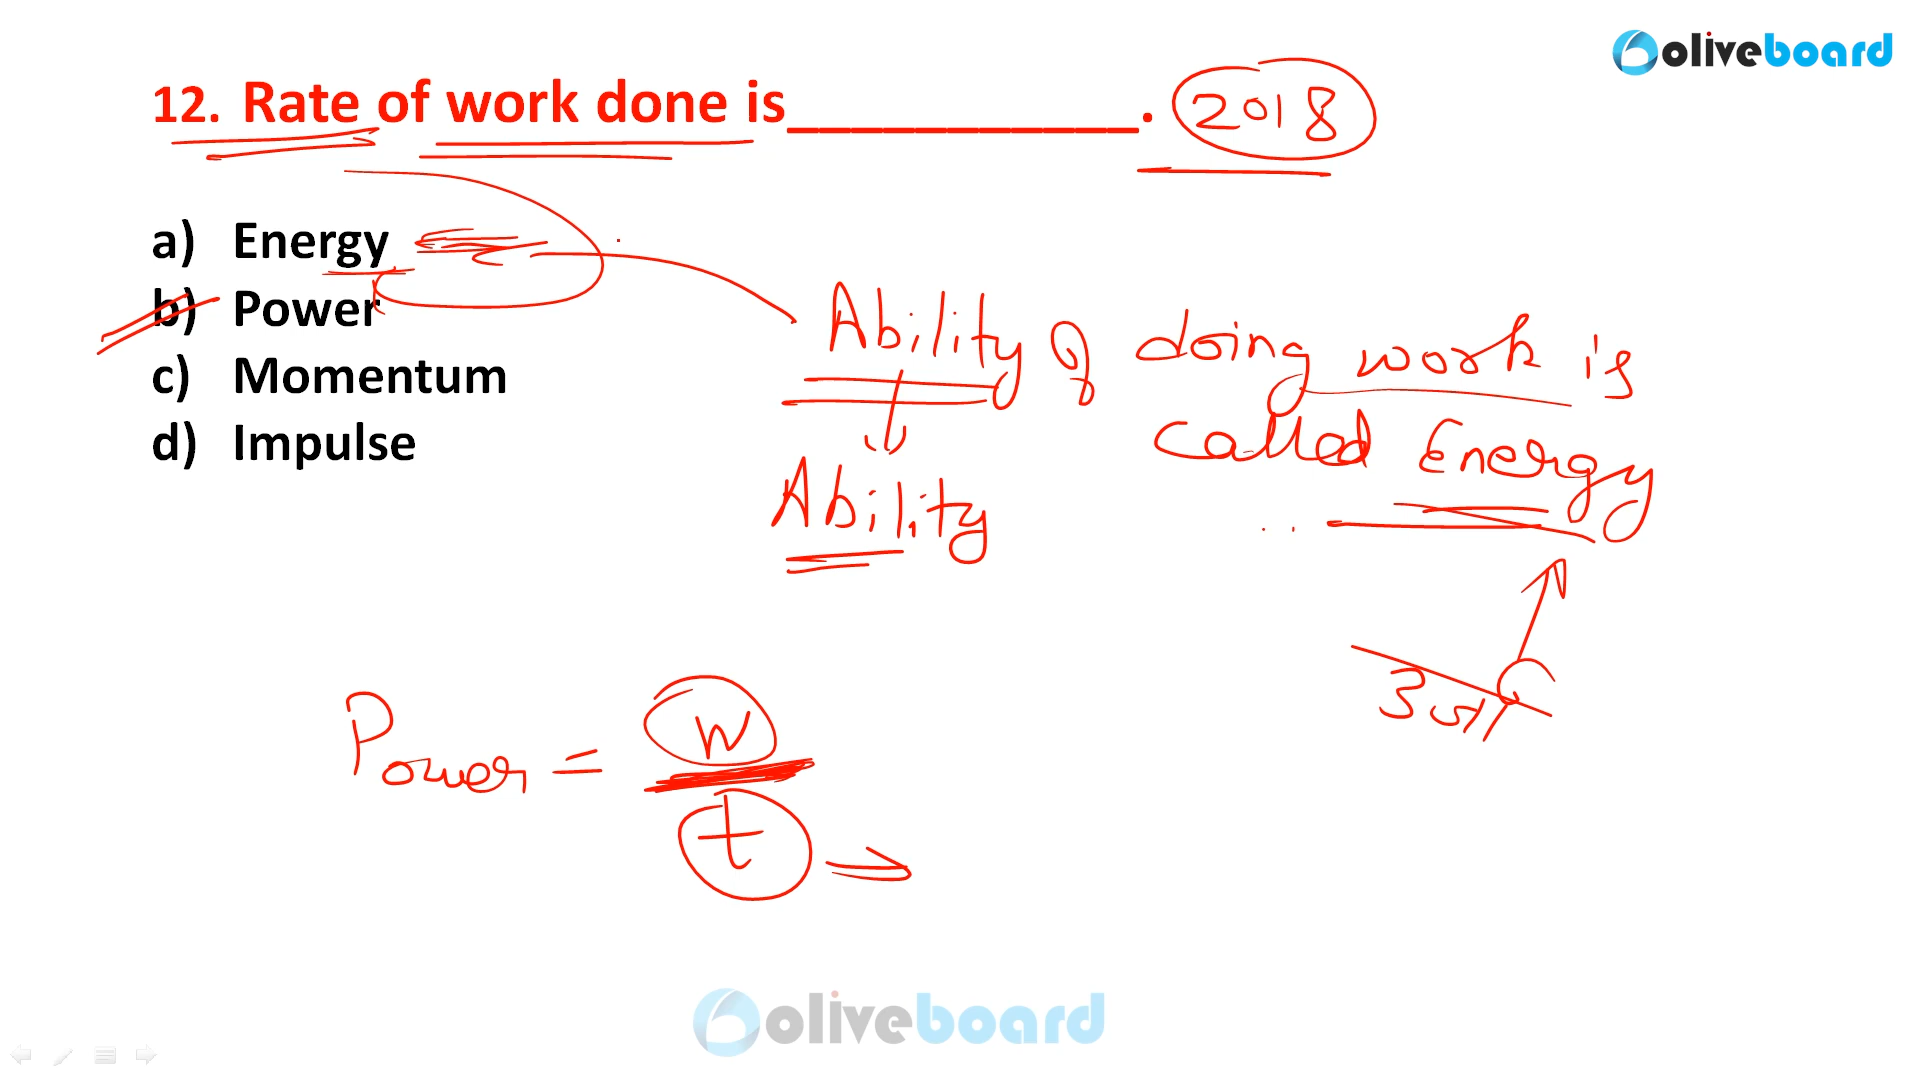 oliveboard
12. Rate of work done is____________. 2018
a) Energy
b) Power
c) Momentum
d) Impulse
Ability of doing work is
called Energy
Ability
Power = W
t
oliveboard